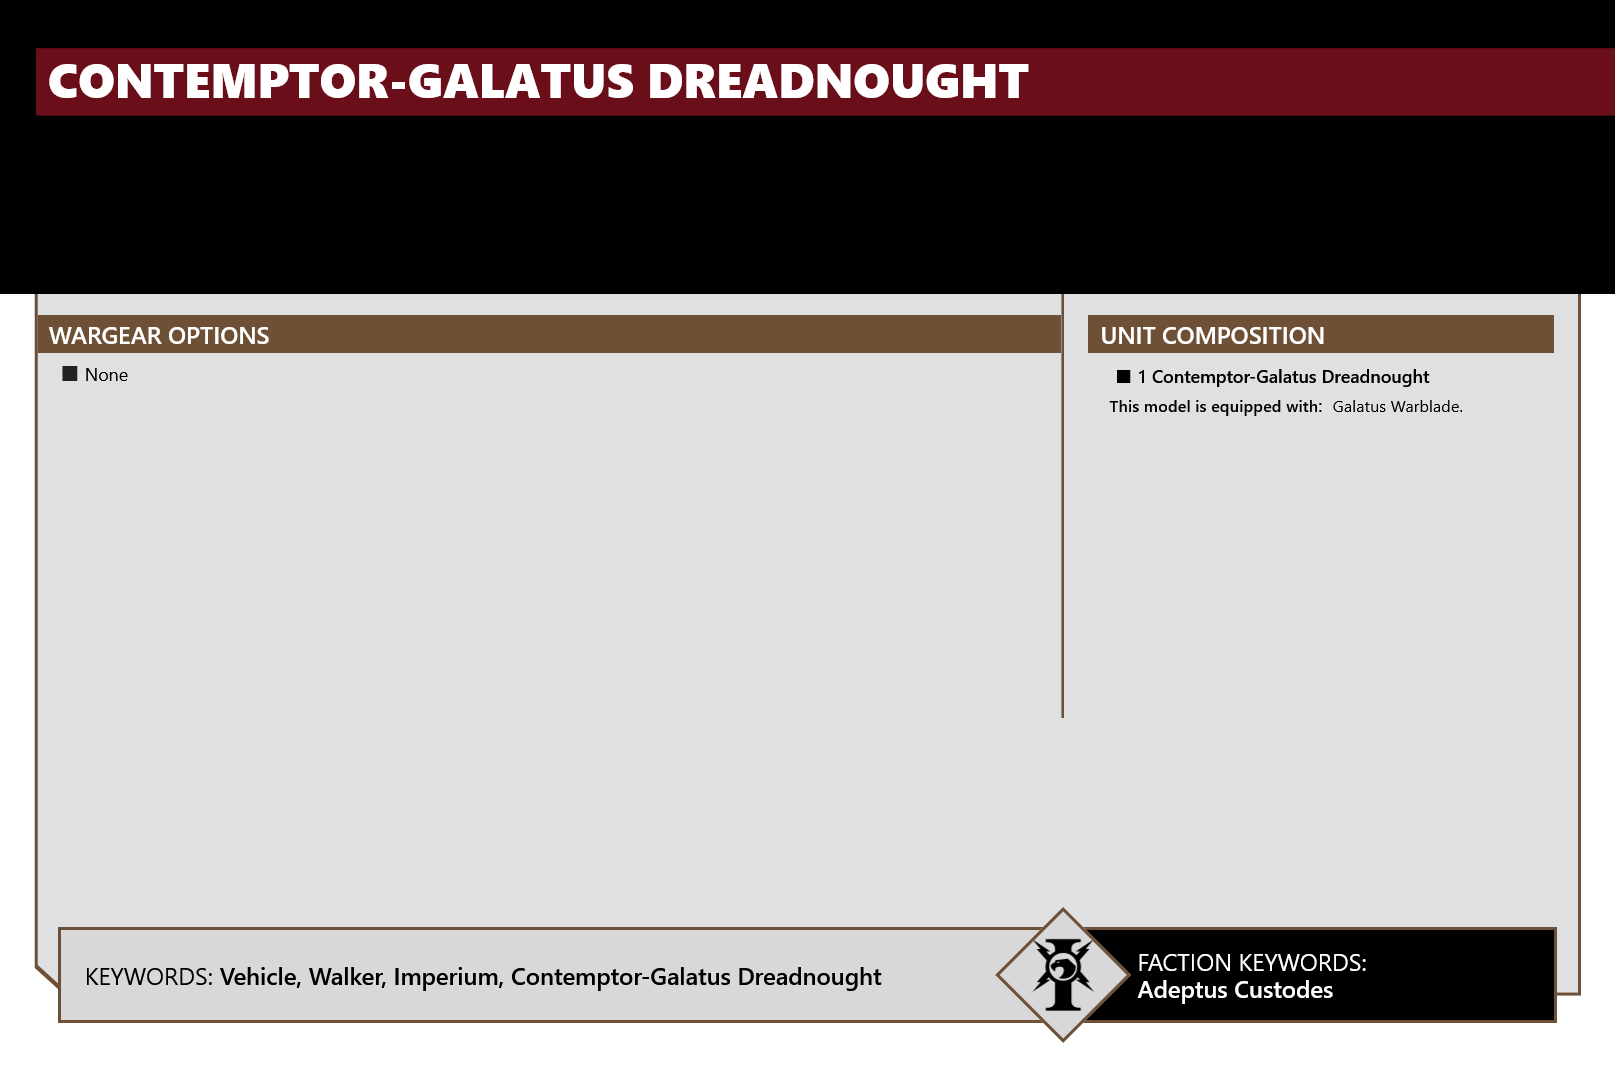 CONTEMPTOR-GALATUS DREADNOUGHT
WARGEAR OPTIONS
■ None
UNIT COMPOSITION
■ 1 Contemptor-Galatus Dreadnought
This model is equipped with: Galatus Warblade.
KEYWORDS: Vehicle, Walker, Imperium, Contemptor-Galatus Dreadnought
FACTION KEYWORDS:
Adeptus Custodes